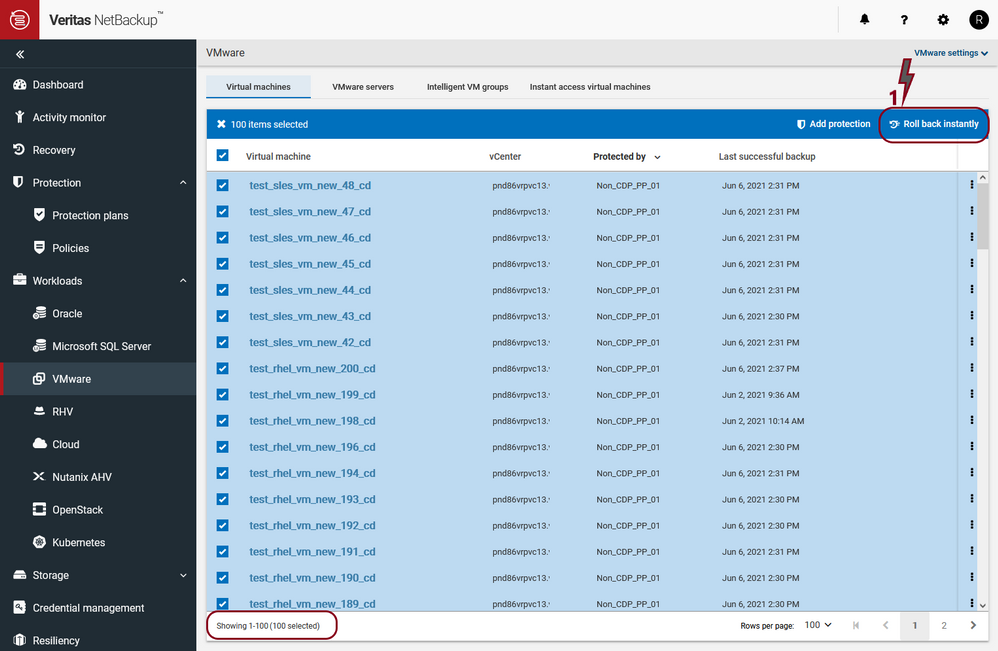 Veritas NetBackup™
?
R
«
Dashboard
Activity monitor
Recovery
Protection
Protection plans
Policies
Workloads
Oracle
Microsoft SQL Server
VMware
RHV
Cloud
Nutanix AHV
OpenStack
Kubernetes
Storage
Credential management
Resiliency
VMware
VMware settings
1
Virtual machines VMware servers Intelligent VM groups Instant access virtual machines
100 items selected Add protection Roll back instantly
Virtual machine vCenter Protected by Last successful backup
test_sles_vm_new_48_cd pnd86vrpvc13. Non_CDP_PP_01 Jun 6, 2021 2:31 PM
test_sles_vm_new_47_cd pnd86vrpvc13. Non_CDP_PP_01 Jun 6, 2021 2:31 PM
test_sles_vm_new_46_cd pnd86vrpvc13. Non_CDP_PP_01 Jun 6, 2021 2:31 PM
test_sles_vm_new_45_cd pnd86vrpvc13. Non_CDP_PP_01 Jun 6, 2021 2:31 PM
test_sles_vm_new_44_cd pnd86vrpvc13. Non_CDP_PP_01 Jun 6, 2021 2:31 PM
test_sles_vm_new_43_cd pnd86vrpvc13. Non_CDP_PP_01 Jun 6, 2021 2:30 PM
test_sles_vm_new_42_cd pnd86vrpvc13. Non_CDP_PP_01 Jun 6, 2021 2:31 PM
test_rhel_vm_new_200_cd pnd86vrpvc13. Non_CDP_PP_01 Jun 6, 2021 2:37 PM
test_rhel_vm_new_199_cd pnd86vrpvc13. Non_CDP_PP_01 Jun 2, 2021 9:36 AM
test_rhel_vm_new_198_cd pnd86vrpvc13. Non_CDP_PP_01 Jun 2, 2021 10:14 AM
test_rhel_vm_new_196_cd pnd86vrpvc13. Non_CDP_PP_01 Jun 6, 2021 2:30 PM
test_rhel_vm_new_194_cd pnd86vrpvc13. Non_CDP_PP_01 Jun 6, 2021 2:31 PM
test_rhel_vm_new_193_cd pnd86vrpvc13. Non_CDP_PP_01 Jun 6, 2021 2:30 PM
test_rhel_vm_new_192_cd pnd86vrpvc13. Non_CDP_PP_01 Jun 6, 2021 2:30 PM
test_rhel_vm_new_191_cd pnd86vrpvc13. Non_CDP_PP_01 Jun 6, 2021 2:31 PM
test_rhel_vm_new_190_cd pnd86vrpvc13. Non_CDP_PP_01 Jun 6, 2021 2:30 PM
test_rhel_vm_new_189_cd pnd86vrpvc13. Non_CDP_PP_01 Jun 6, 2021 2:30 PM
Showing 1-100 (100 selected) Rows per page: 100 1 2